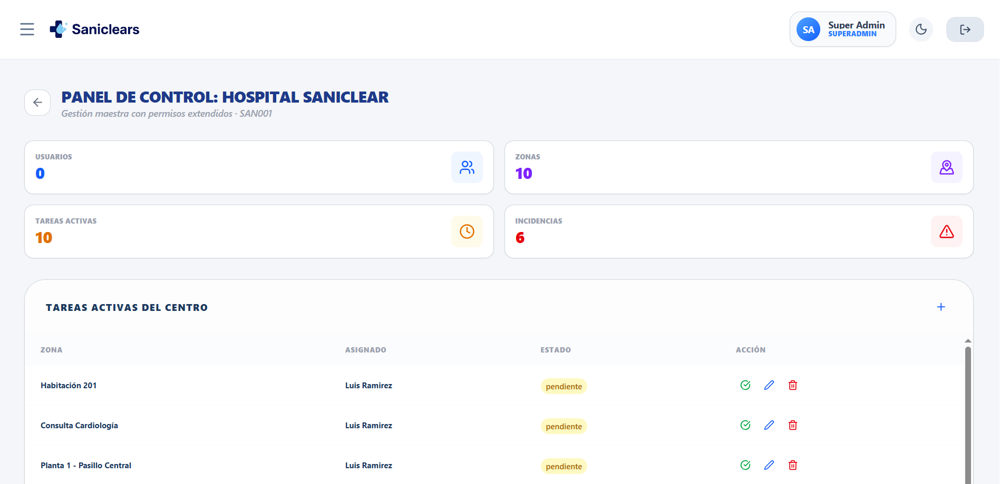 Saniclears
SA
Super Admin
SUPERADMIN
PANEL DE CONTROL: HOSPITAL SANICLEAR
Gestión maestra con permisos extendidos · SAN001
USUARIOS
0
ZONAS
10
TAREAS ACTIVAS
10
INCIDENCIAS
6
TAREAS ACTIVAS DEL CENTRO
ZONA ASIGNADO ESTADO ACCIÓN
Habitación 201 Luis Ramirez pendiente
Consulta Cardiología Luis Ramirez pendiente
Planta 1 - Pasillo Central Luis Ramirez pendiente